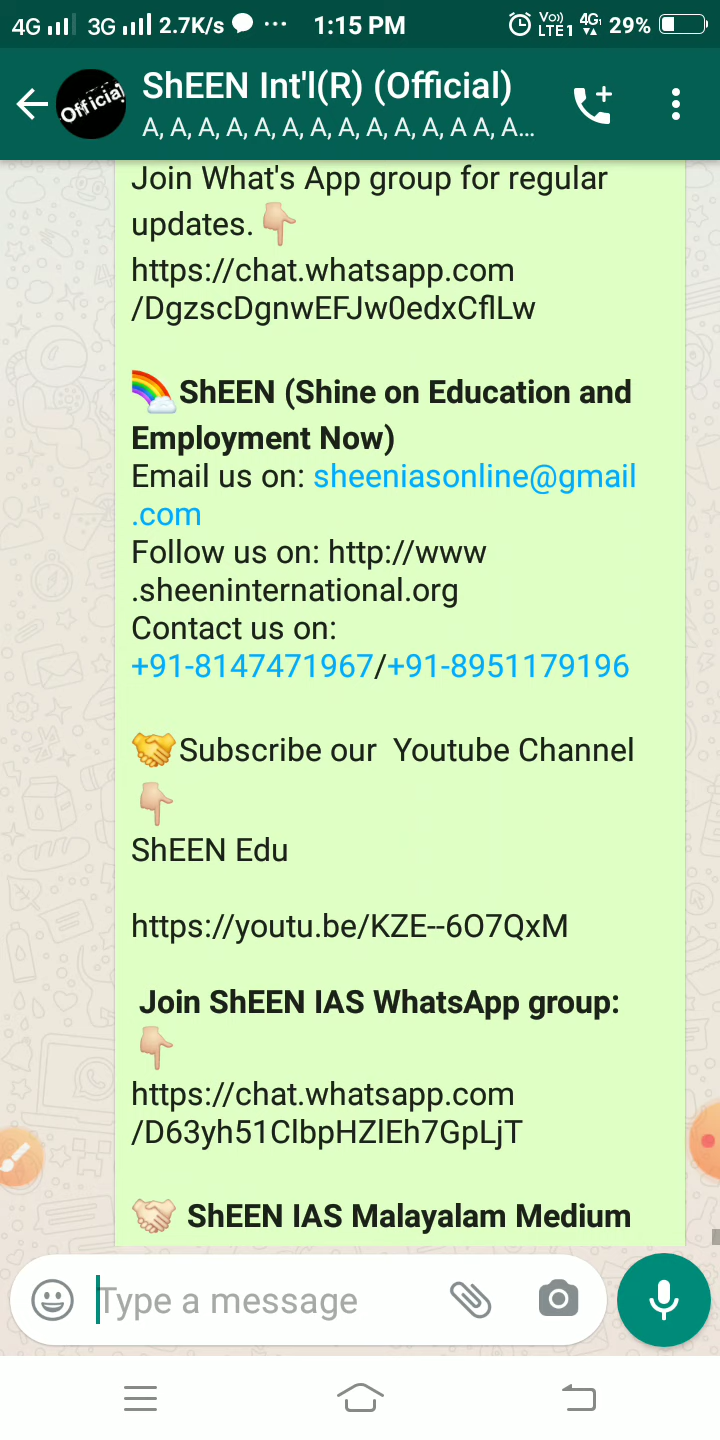 4G 3G 2.7K/s 1:15 PM Vo)) LTE1 4G 29%
Official
ShEEN Int'l(R) (Official)
A, A, A, A, A, A, A, A, A, A, A, A A, A...
Join What's App group for regular
updates.👇🏼
https://chat.whatsapp.com
/DgzscDgnwEFJw0edxCflLw
🌈ShEEN (Shine on Education and
Employment Now)
Email us on: sheeniasonline@gmail
.com
Follow us on: http://www
.sheeninternational.org
Contact us on:
+91-8147471967/+91-8951179196
🤝Subscribe our  Youtube Channel
👇🏼
ShEEN Edu
https://youtu.be/KZE--6O7QxM
Join ShEEN IAS WhatsApp group:
👇🏼
https://chat.whatsapp.com
/D63yh51ClbpHZlEh7GpLjT
🤝🏻 ShEEN IAS Malayalam Medium
Type a message